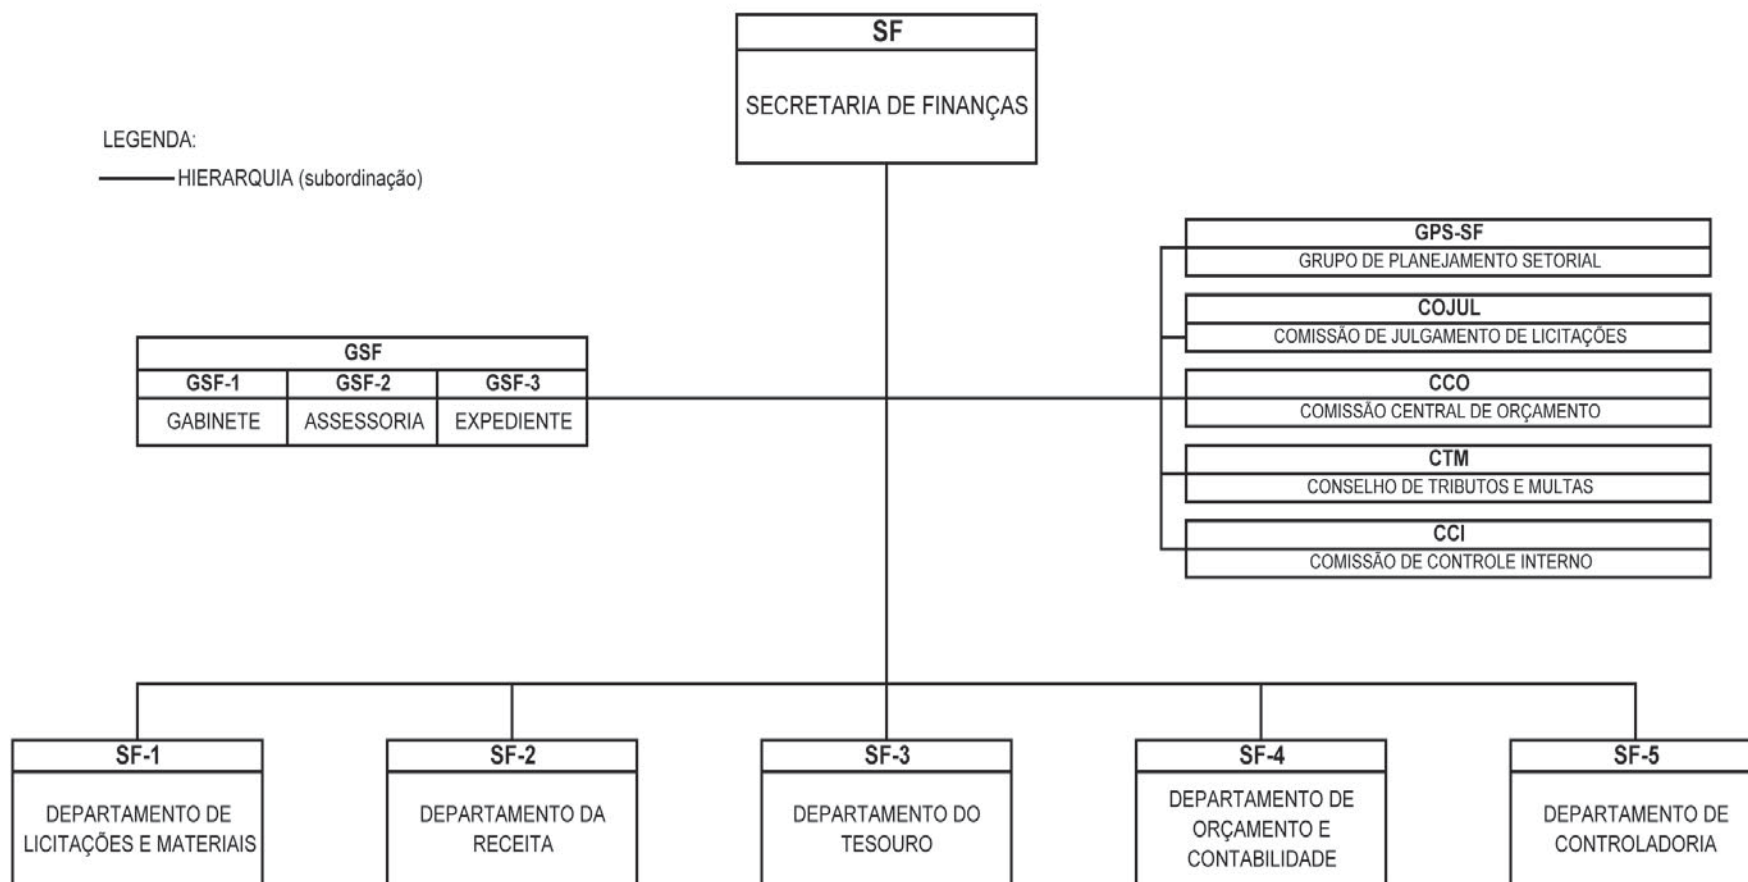 SF
SECRETARIA DE FINANÇAS
LEGENDA:
HIERARQUIA (subordinação)
GPS-SF
GRUPO DE PLANEJAMENTO SETORIAL
COJUL
COMISSÃO DE JULGAMENTO DE LICITAÇÕES
GSF
GSF-1 GSF-2 GSF-3
GABINETE ASSESSORIA EXPEDIENTE
CCO
COMISSÃO CENTRAL DE ORÇAMENTO
CTM
CONSELHO DE TRIBUTOS E MULTAS
CCI
COMISSÃO DE CONTROLE INTERNO
SF-1
DEPARTAMENTO DE
LICITAÇÕES E MATERIAIS
SF-2
DEPARTAMENTO DA
RECEITA
SF-3
DEPARTAMENTO DO
TESOURO
SF-4
DEPARTAMENTO DE
ORÇAMENTO E
CONTABILIDADE
SF-5
DEPARTAMENTO DE
CONTROLADORIA